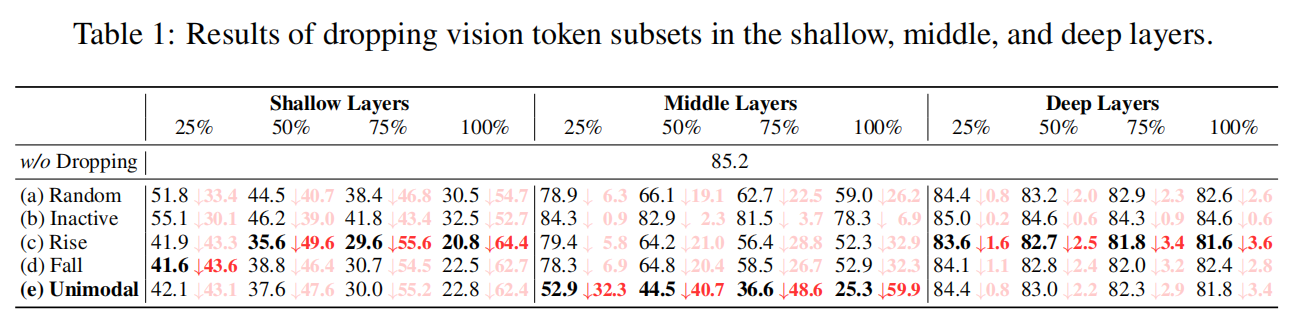 Table 1: Results of dropping vision token subsets in the shallow, middle, and deep layers.
Shallow Layers Middle Layers Deep Layers
25% 50% 75% 100% 25% 50% 75% 100% 25% 50% 75% 100%
w/o Dropping 85.2
(a) Random 51.8 ↓33.4 44.5 ↓40.7 38.4 ↓46.8 30.5 ↓54.7 78.9 ↓ 6.3 66.1 ↓19.1 62.7 ↓22.5 59.0 ↓26.2 84.4 ↓0.8 83.2 ↓2.0 82.9 ↓2.3 82.6 ↓2.6
(b) Inactive 55.1 ↓30.1 46.2 ↓39.0 41.8 ↓43.4 32.5 ↓52.7 84.3 ↓ 0.9 82.9 ↓ 2.3 81.5 ↓ 3.7 78.3 ↓ 6.9 85.0 ↓0.2 84.6 ↓0.6 84.3 ↓0.9 84.6 ↓0.6
(c) Rise 41.9 ↓43.3 35.6 ↓49.6 29.6 ↓55.6 20.8 ↓64.4 79.4 ↓ 5.8 64.2 ↓21.0 56.4 ↓28.8 52.3 ↓32.9 83.6 ↓1.6 82.7 ↓2.5 81.8 ↓3.4 81.6 ↓3.6
(d) Fall 41.6 ↓43.6 38.8 ↓46.4 30.7 ↓54.5 22.5 ↓62.7 78.3 ↓ 6.9 64.8 ↓20.4 58.5 ↓26.7 52.9 ↓32.3 84.1 ↓1.1 82.8 ↓2.4 82.0 ↓3.2 82.4 ↓2.8
(e) Unimodal 42.1 ↓43.1 37.6 ↓47.6 30.0 ↓55.2 22.8 ↓62.4 52.9 ↓32.3 44.5 ↓40.7 36.6 ↓48.6 25.3 ↓59.9 84.4 ↓0.8 83.0 ↓2.2 82.3 ↓2.9 81.8 ↓3.4